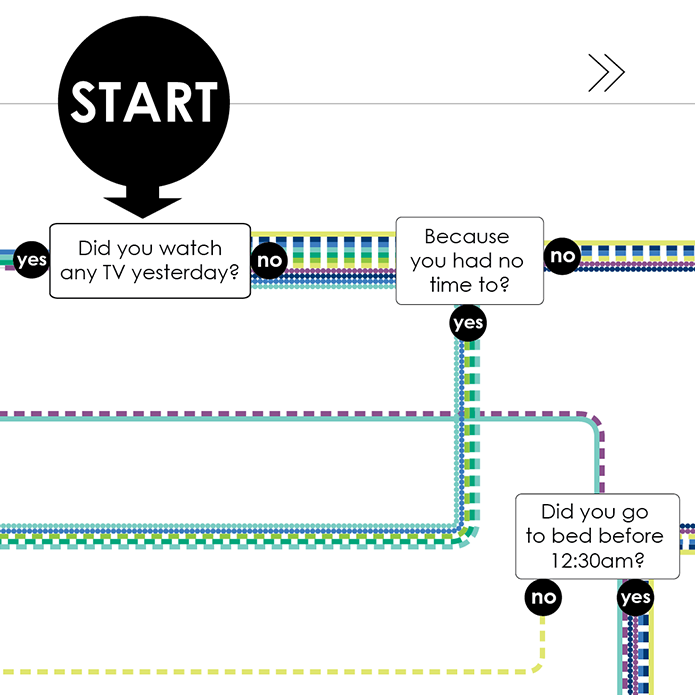 START
yes
Did you watch
any TV yesterday?
no
Because
you had no
time to?
no
yes
Did you go
to bed before
12:30am?
no
yes